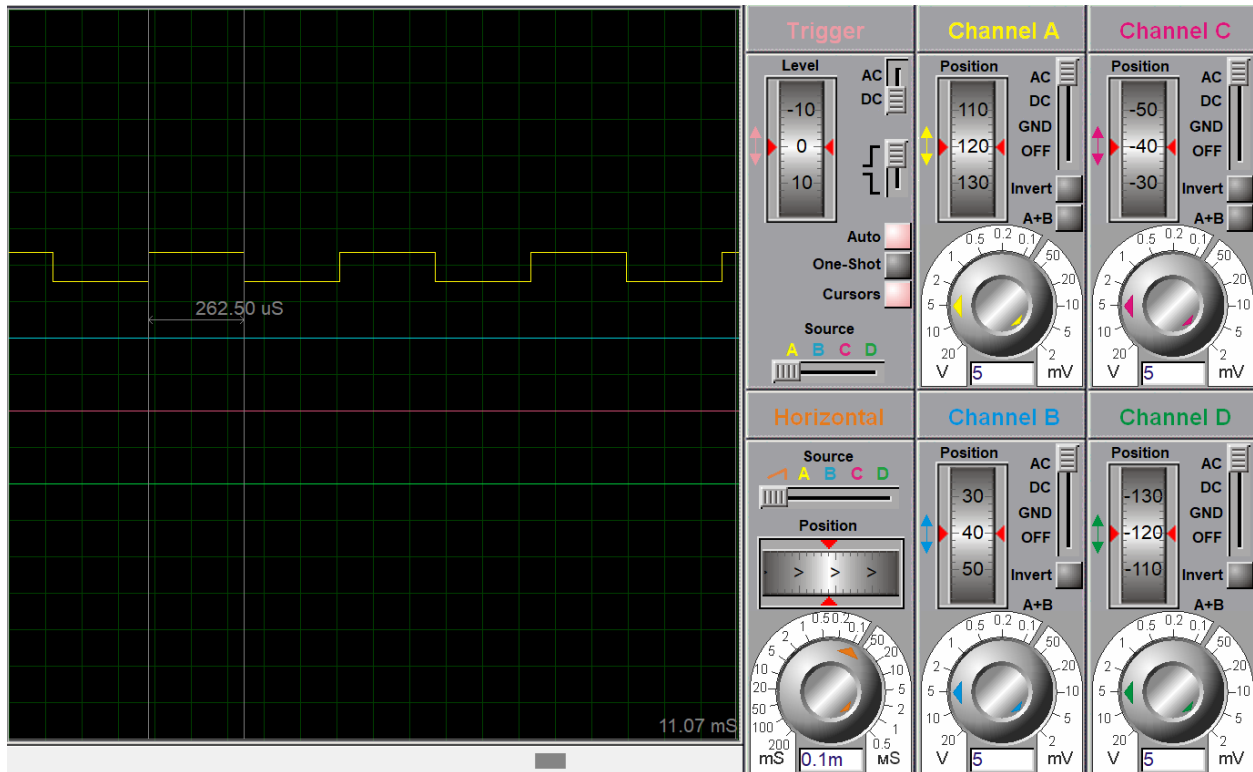 262.50 uS
11.07 mS
Trigger
Level
-10
0
10
AC
DC
Auto
One-Shot
Cursors
Source
A B C D
Channel A
Position
110
120
130
AC
DC
GND
OFF
Invert
A+B
20 10 5 2 1 0.5 0.2 0.1 50 20 10 5 2
V
5
mV
Channel C
Position
-50
-40
-30
AC
DC
GND
OFF
Invert
A+B
20 10 5 2 1 0.5 0.2 0.1 50 20 10 5 2
V
5
mV
Horizontal
Source
A B C D
Position
> > >
200 100 50 20 10 5 2 1 0.5 0.2 0.1 50 20 10 5 2 1 0.5
mS
0.1m
мS
Channel B
Position
30
40
50
AC
DC
GND
OFF
Invert
A+B
20 10 5 2 1 0.5 0.2 0.1 50 20 10 5 2
V
5
mV
Channel D
Position
-130
-120
-110
AC
DC
GND
OFF
Invert
A+B
20 10 5 2 1 0.5 0.2 0.1 50 20 10 5 2
V
5
mV